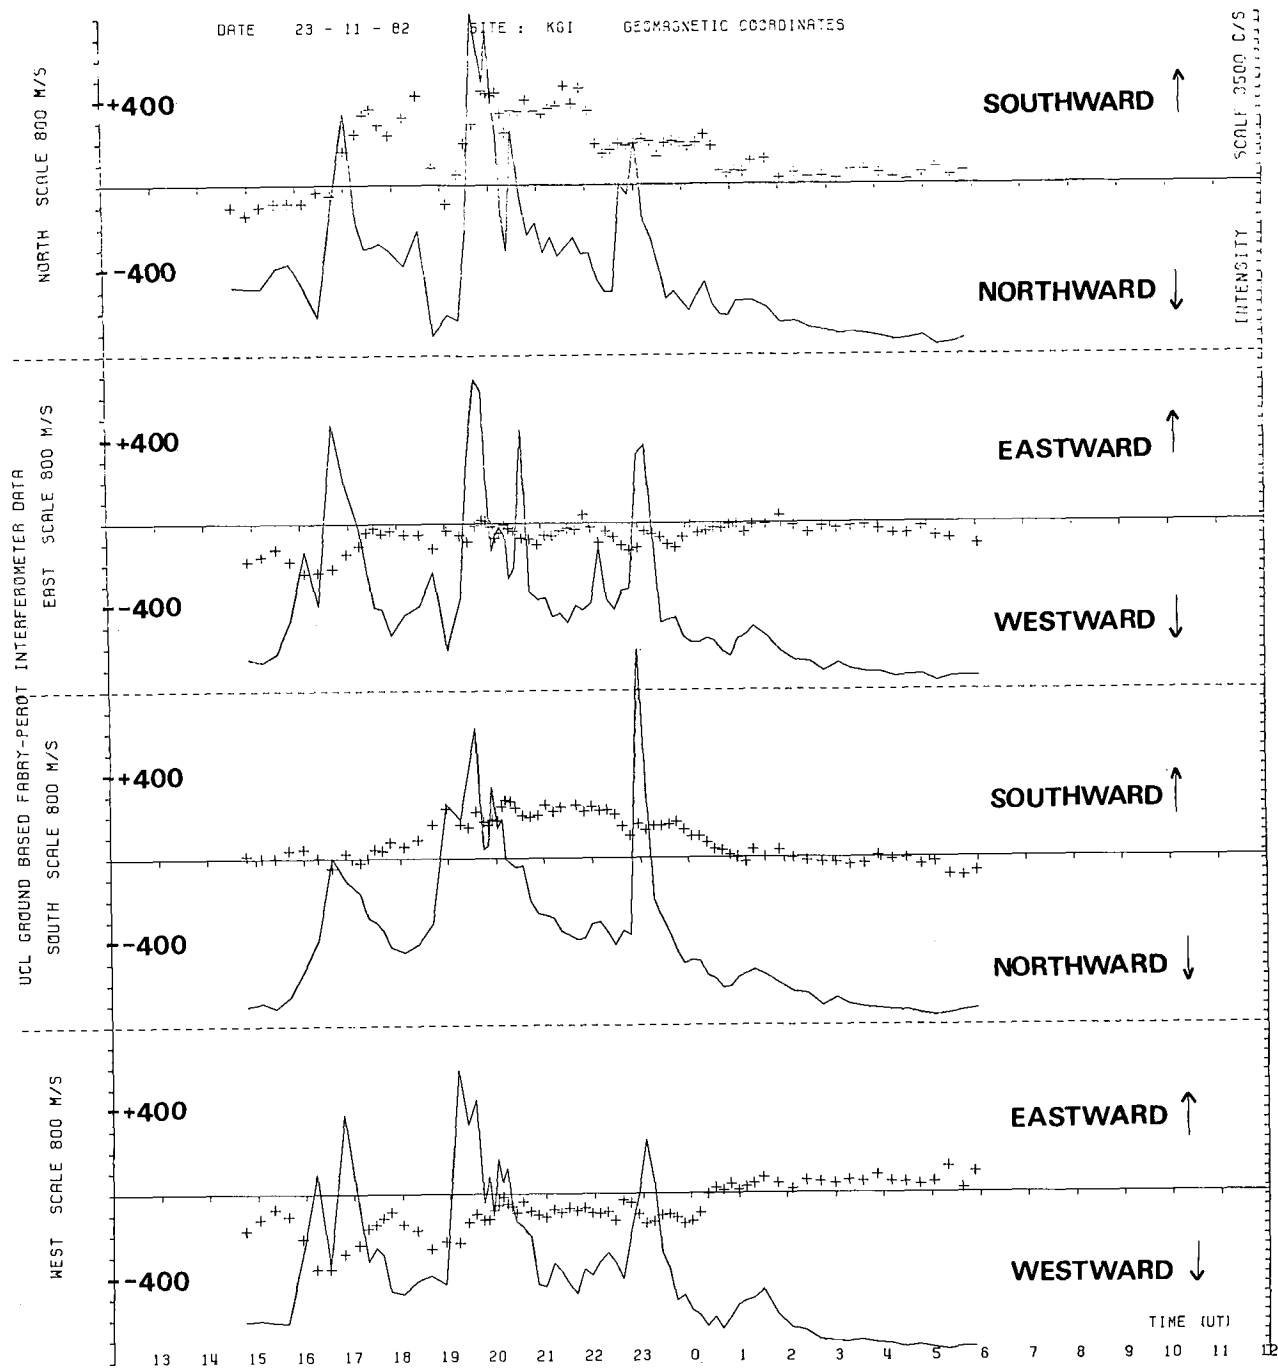 DATE 23 - 11 - 82 SITE : KGI GEOMAGNETIC COORDINATES
UCL GROUND BASED FABRY-PEROT INTERFEROMETER DATA
NORTH SCALE 800 M/S
+400
-400
SOUTHWARD ↑
NORTHWARD ↓
INTENSITY SCALE 3500 C/S
EAST SCALE 800 M/S
+400
-400
EASTWARD ↑
WESTWARD ↓
SOUTH SCALE 800 M/S
+400
-400
SOUTHWARD ↑
NORTHWARD ↓
WEST SCALE 800 M/S
+400
-400
EASTWARD ↑
WESTWARD ↓
TIME (UT)
13 14 15 16 17 18 19 20 21 22 23 0 1 2 3 4 5 6 7 8 9 10 11 12